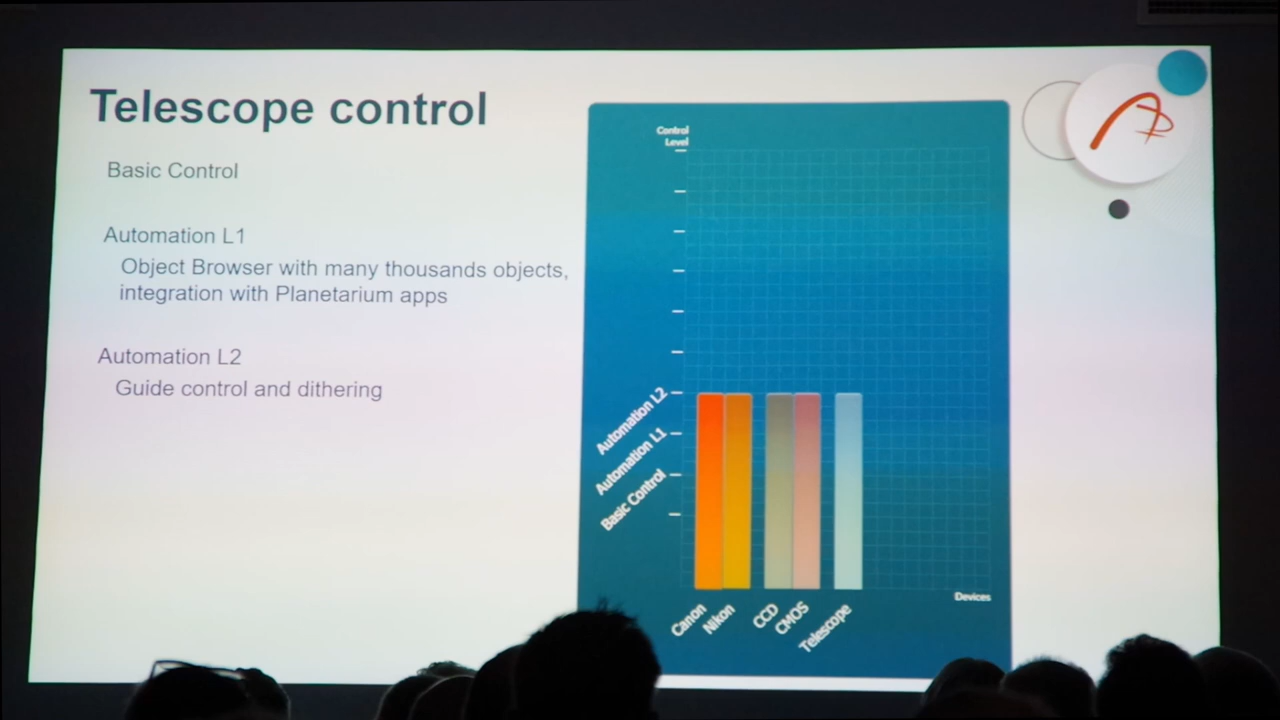 Telescope control
Basic Control
Automation L1
Object Browser with many thousands objects,
integration with Planetarium apps
Automation L2
Guide control and dithering
Control
Level
Automation L2
Automation L1
Basic Control
Devices
Canon
Nikon
CCD
CMOS
Telescope